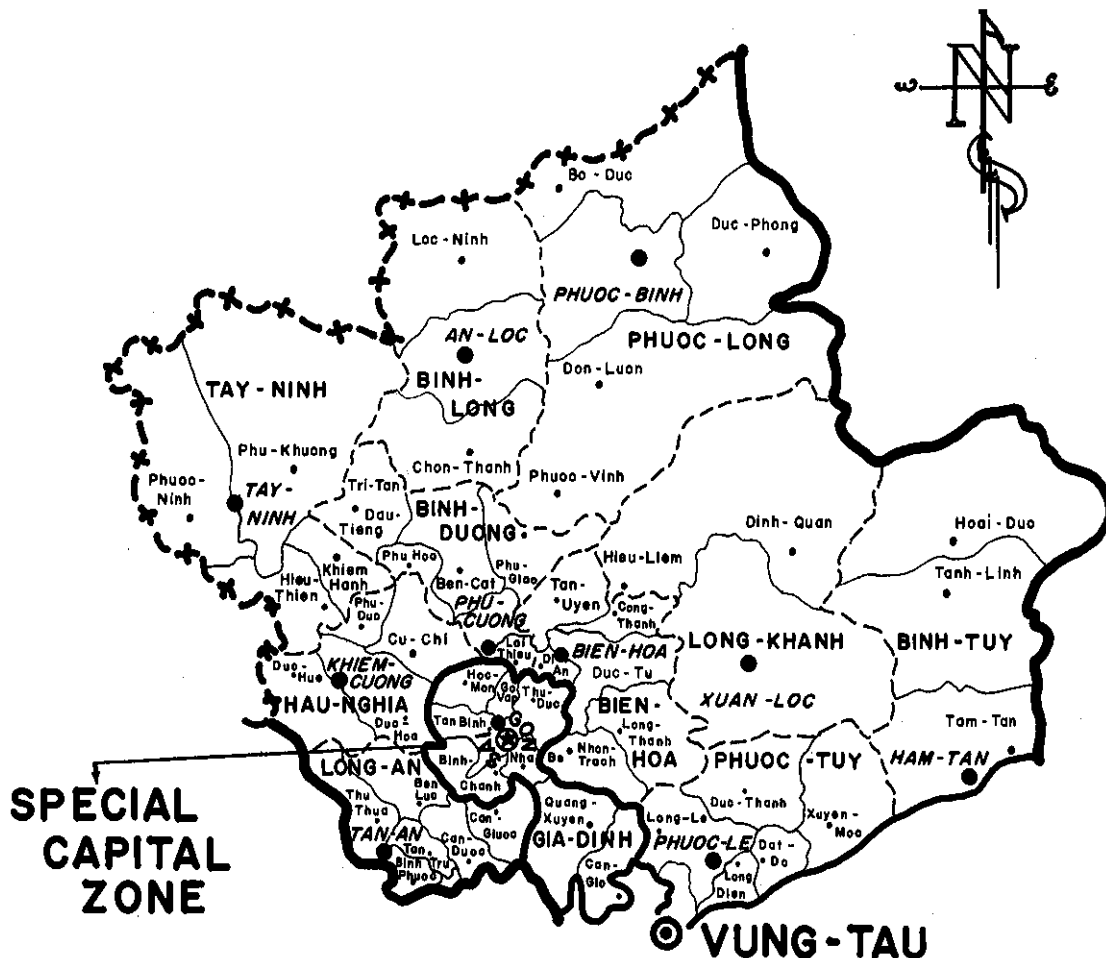 N
W
E
S
Bo-Duc
Loc-Ninh
Duc-Phong
PHUOC-BINH
AN-LOC
PHUOC-LONG
TAY-NINH
BINH-
LONG
Don-Luon
Phu-Khuong
Chon-Thanh
Phuoc-Vinh
Phuoc-
Ninh
TAY-
NINH
Tri-Tan
Dau-
Tieng
BINH-
DUONG
Dinh-Quan
Hoai-Duc
Khiem
Hanh
Phu Hoa
Ben-Cat
Phu-
Giao
Hieu-Liem
Tanh-Linh
Hieu-
Thien
Phu-
Duc
PHU-
CUONG
Tan-
Uyen
Cong-
Thanh
Cu-Chi
Lai
Thieu
Di
An
BIEN-HOA
Duc-Tu
LONG-KHANH
BINH-TUY
Duc-
Hue
KHIEM-
CUONG
HAU-NGHIA
Duc-
Hoa
Hoc-
Mon
Go
Vap
Thu-
Duc
XUAN-LOC
Tan Binh
BIEN-
HOA
Long-
Thanh
Nhon-
Trach
Tam-Tan
Binh-
Chanh
Nha
Be
LONG-AN
PHUOC-TUY
HAM-TAN
SPECIAL
CAPITAL
ZONE
Thu
Thua
Ben
Luc
Can-
Giuoc
Quang-
Xuyen
GIA-DINH
Long-Le
Duc-Thanh
Xuyen-
Moc
TAN-AN
Tan
Tru
Binh
Phuoc
Can-
Duoc
PHUOC-LE
Dat-
Do
Can-
Gio
Long
Dien
VUNG-TAU